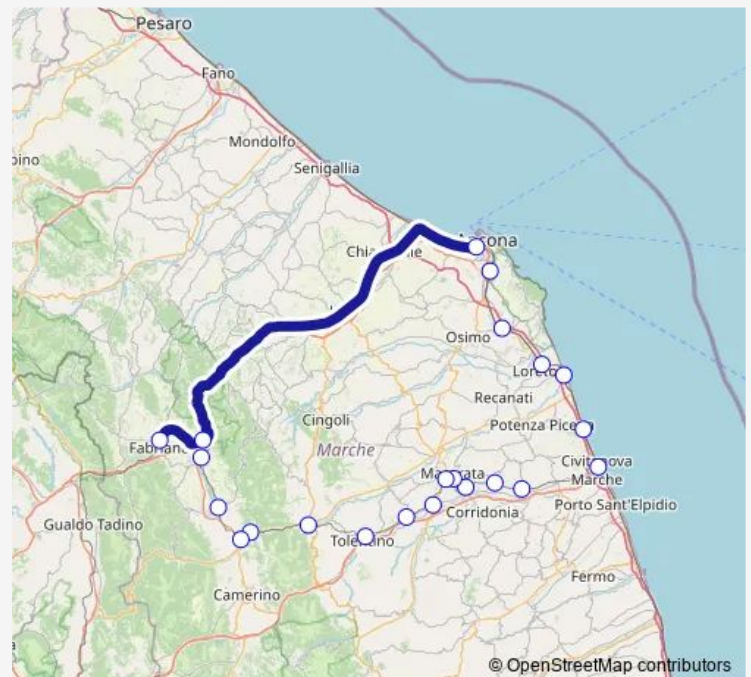 Pesaro
Fano
Mondolfo
Senigallia
Osimo
Loreto
Recanati
Cingoli
Marche
Potenza Picena
Civitanova
Marche
Corridonia
Porto Sant'Elpidio
Gualdo Tadino
Tolentino
Camerino
Fermo
© OpenStreetMap contributors